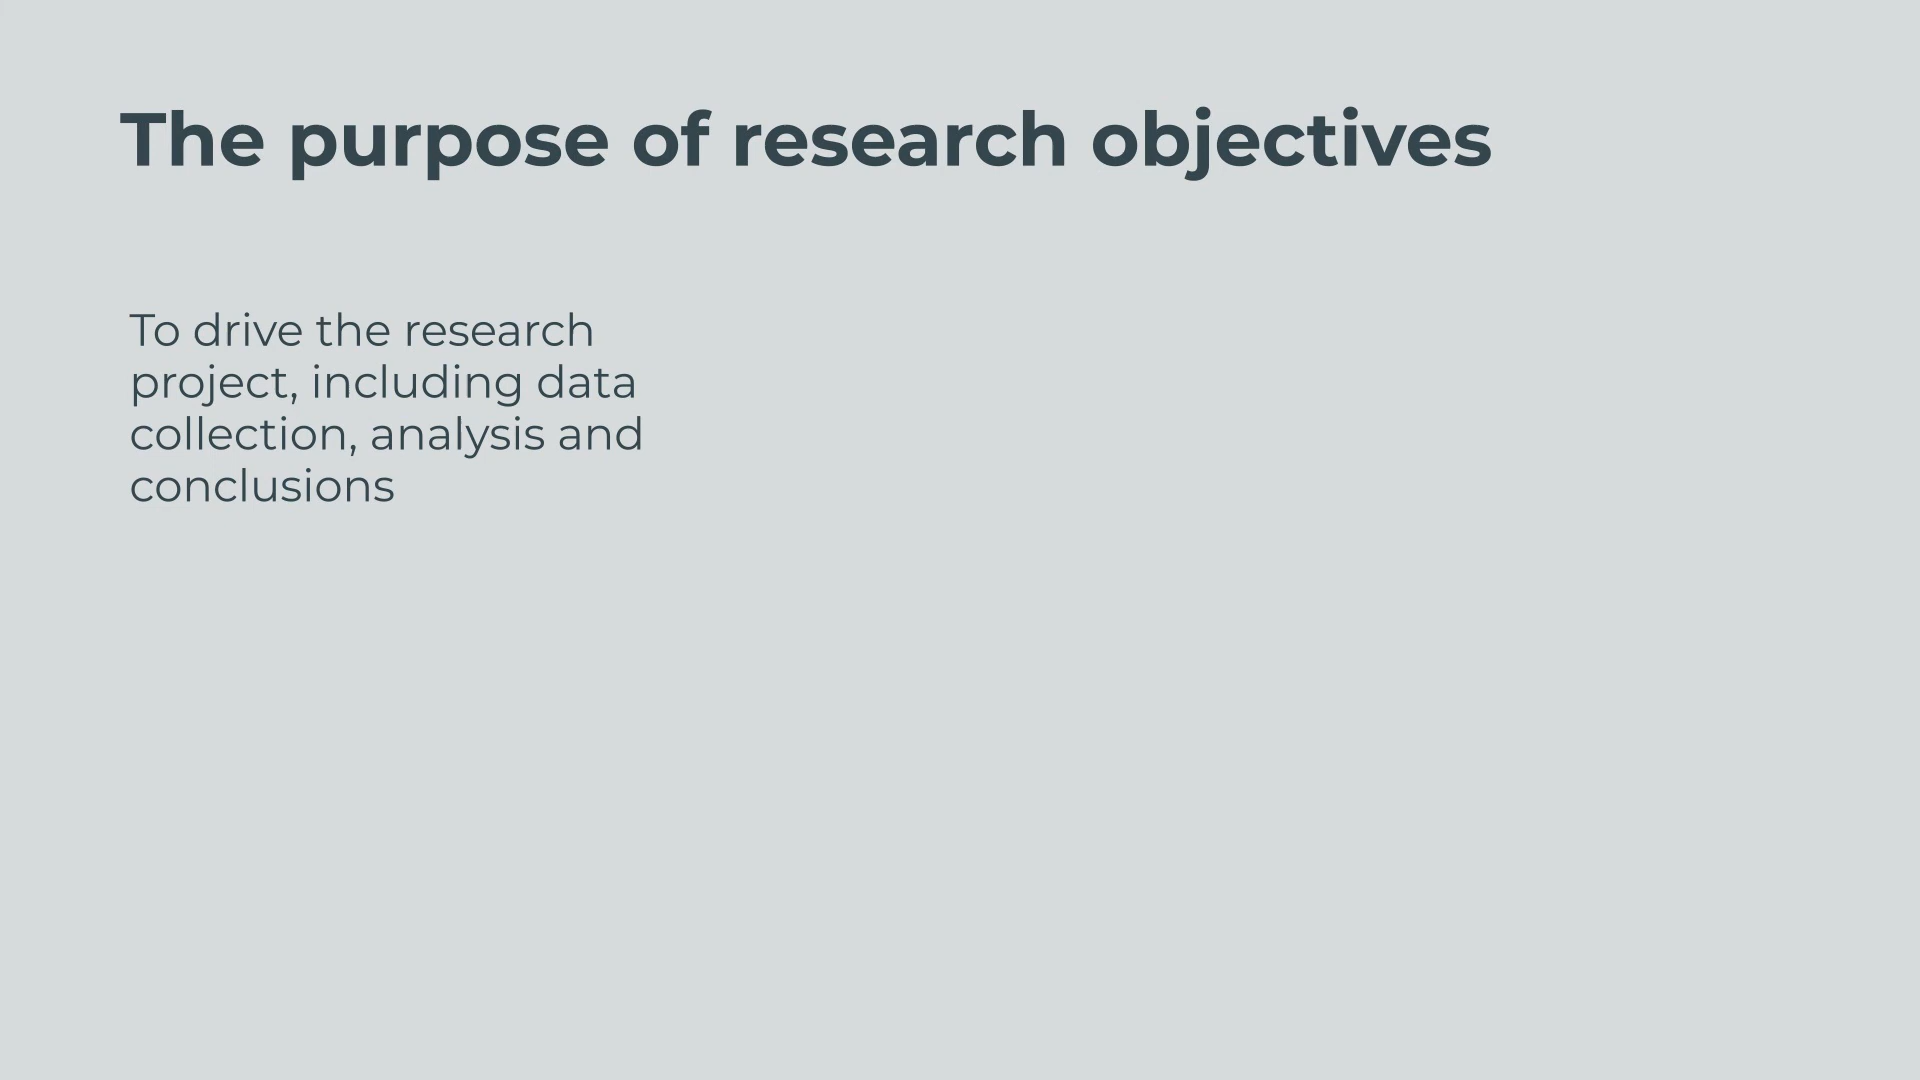 The purpose of research objectives
To drive the research
project, including data
collection, analysis and
conclusions